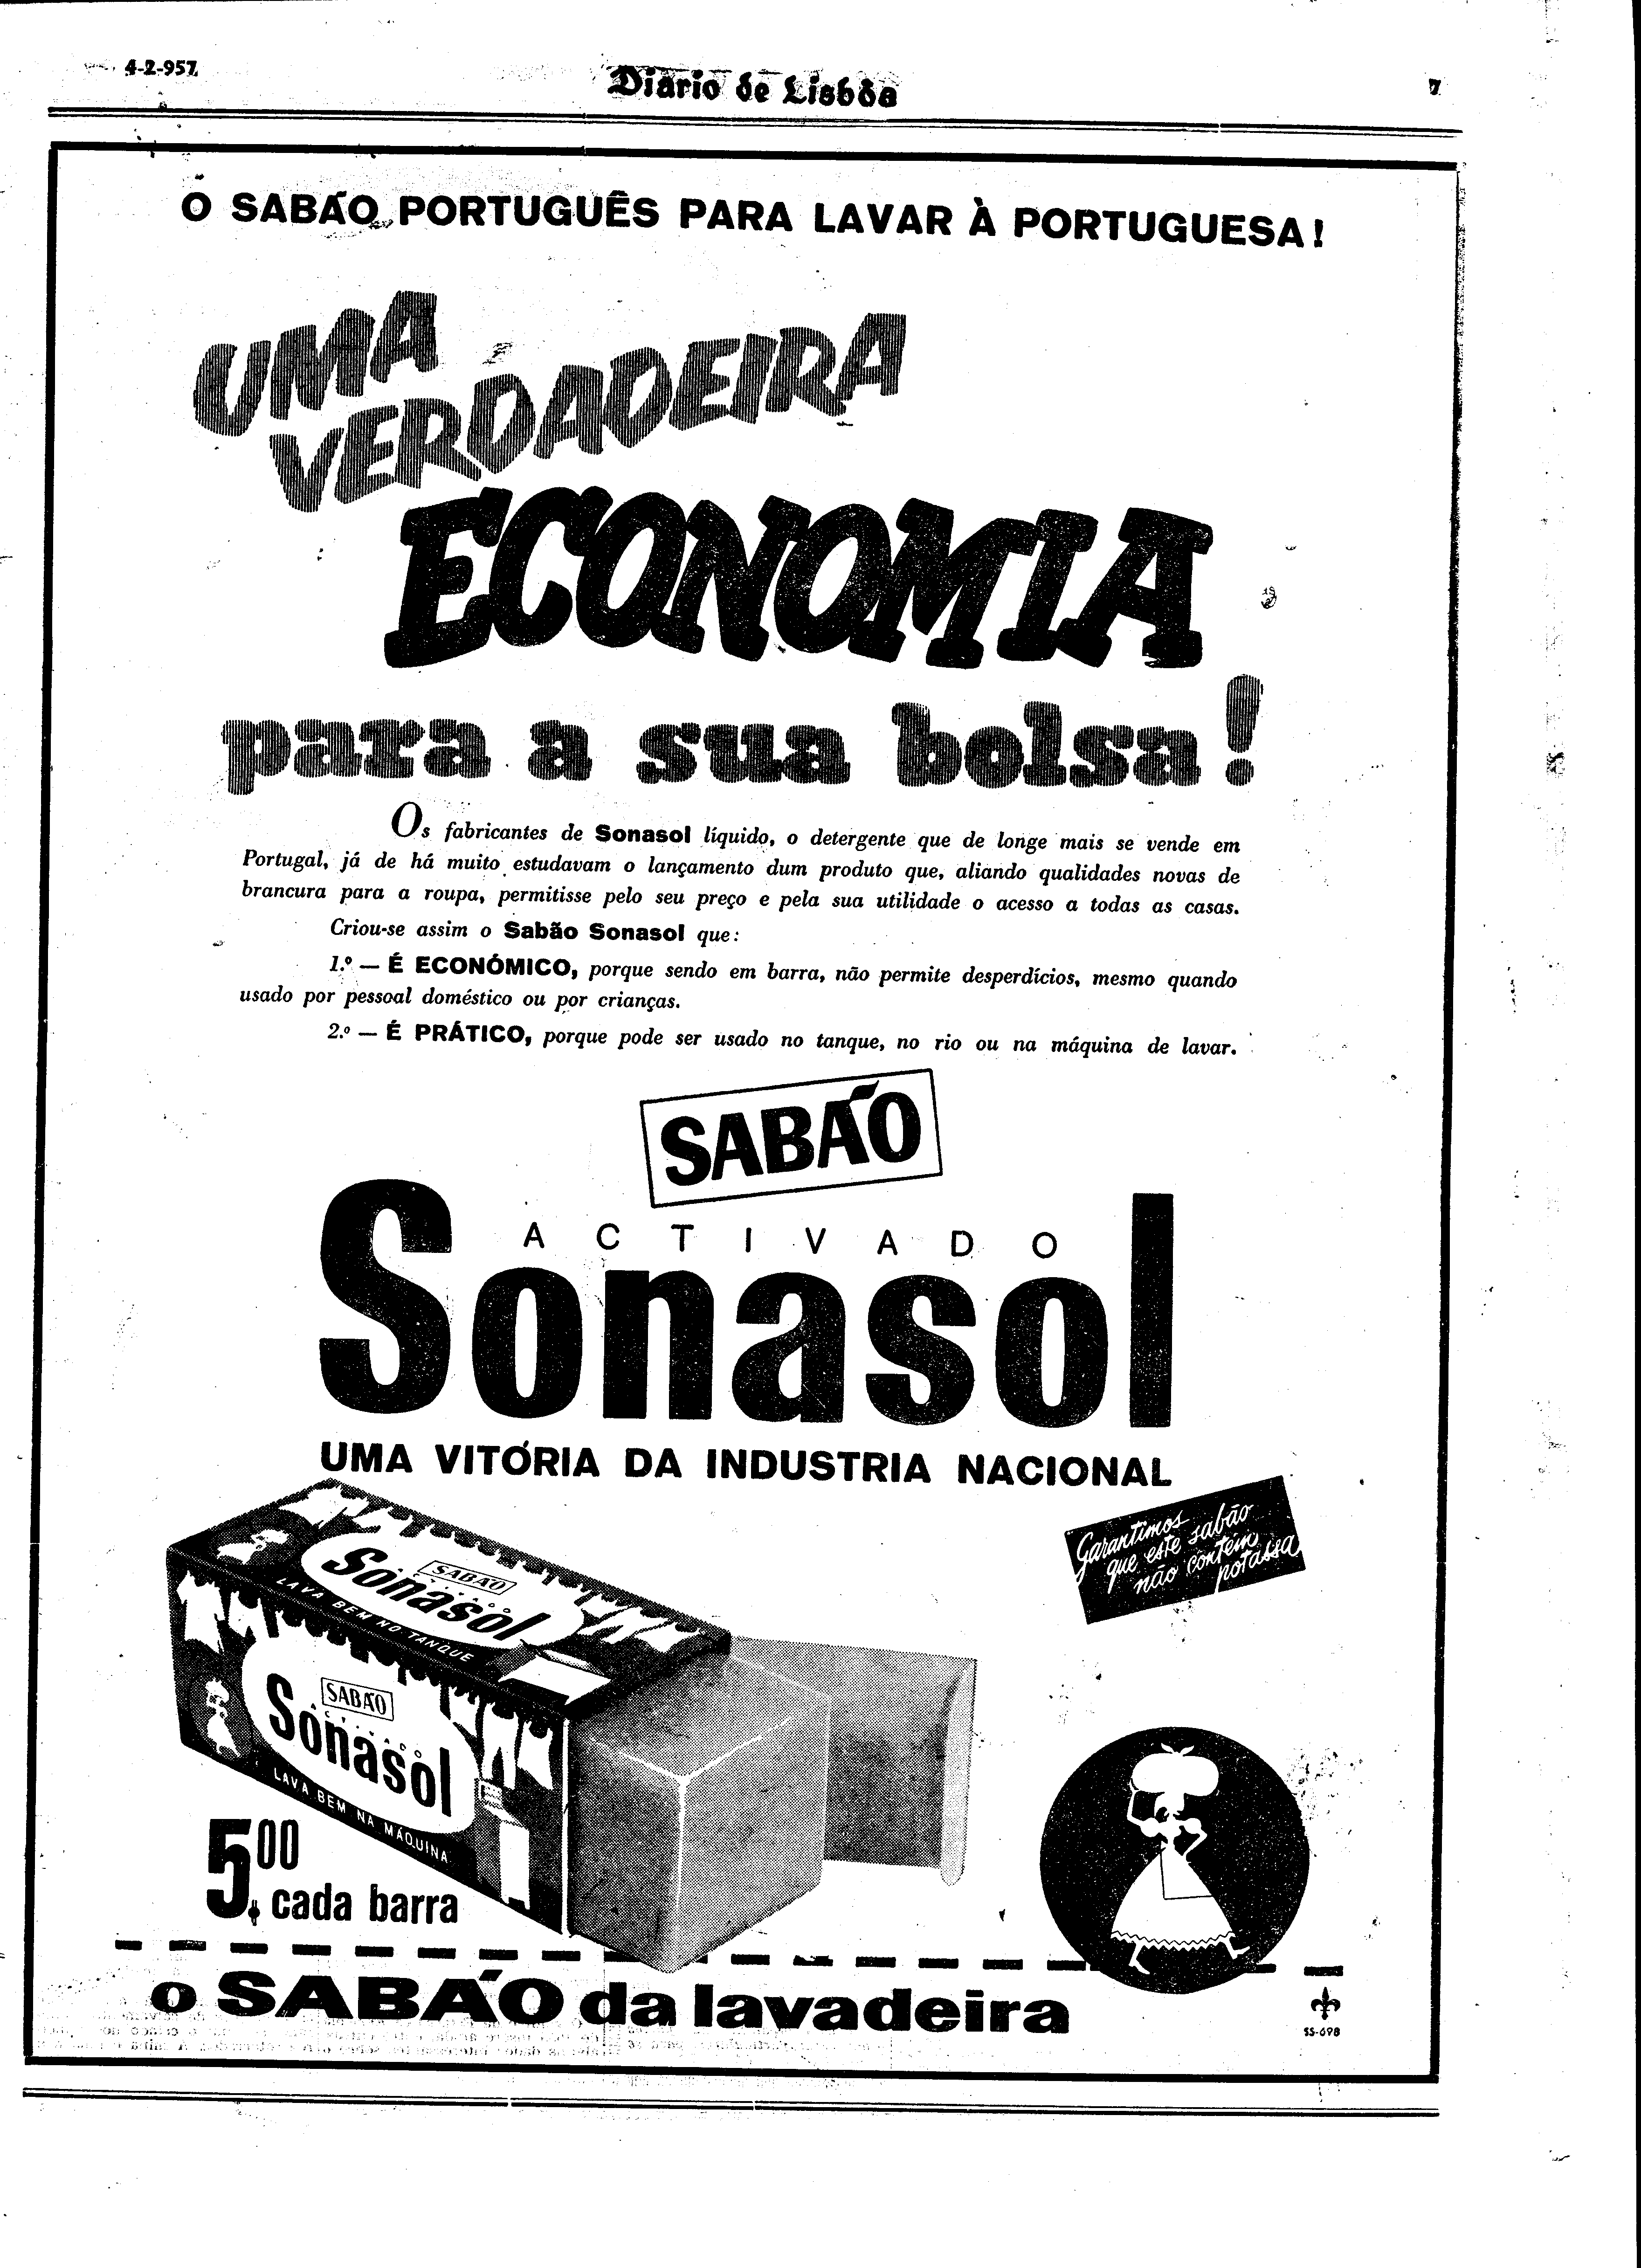 4-2-957
Diário de Lisbôa
7
O SABÃO PORTUGUÊS PARA LAVAR À PORTUGUESA!
UMA
VERDADEIRA
ECONOMIA
para a sua bolsa!
Os fabricantes de Sonasol líquido, o detergente que de longe mais se vende em
Portugal, já de há muito estudavam o lançamento dum produto que, aliando qualidades novas de
brancura para a roupa, permitisse pelo seu preço e pela sua utilidade o acesso a todas as casas.
Criou-se assim o Sabão Sonasol que:
1.º — É ECONÓMICO, porque sendo em barra, não permite desperdícios, mesmo quando
usado por pessoal doméstico ou por crianças.
2.º — É PRÁTICO, porque pode ser usado no tanque, no rio ou na máquina de lavar.
SABÃO
ACTIVADO
Sonasol
UMA VITÓRIA DA INDUSTRIA NACIONAL
Garantimos
que este sabão
não contém
potassa
SABÃO
Sonasol
LAVA BEM NO TANQUE
SABÃO
Sonasol
LAVA BEM NA MÁQUINA
5$00
cada barra
o SABÃO da lavadeira
SS-698